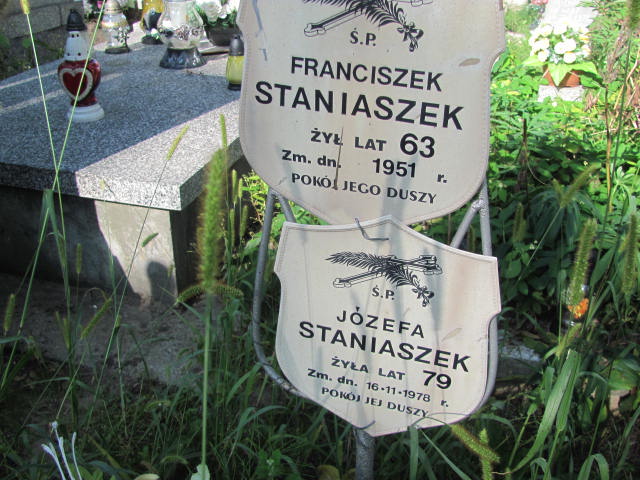 Ś.P.
FRANCISZEK
STANIASZEK
ŻYŁ LAT 63
Zm. dn. 1951 r.
POKÓJ JEGO DUSZY
Ś.P.
JÓZEFA
STANIASZEK
ŻYŁA LAT 79
Zm. dn. 16-11-1978 r.
POKÓJ JEJ DUSZY